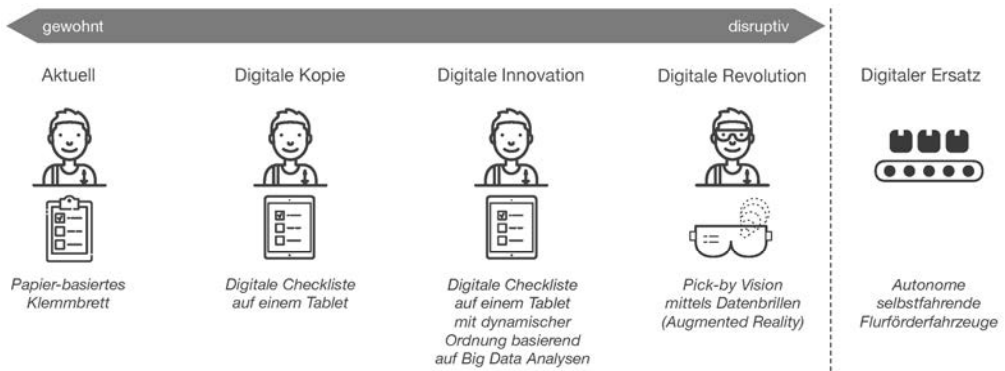 gewohnt
disruptiv
Aktuell
Digitale Kopie
Digitale Innovation
Digitale Revolution
Digitaler Ersatz
Papier-basiertes
Klemmbrett
Digitale Checkliste
auf einem Tablet
Digitale Checkliste
auf einem Tablet
mit dynamischer
Ordnung basierend
auf Big Data Analysen
Pick-by Vision
mittels Datenbrillen
(Augmented Reality)
Autonome
selbstfahrende
Flurförderfahrzeuge